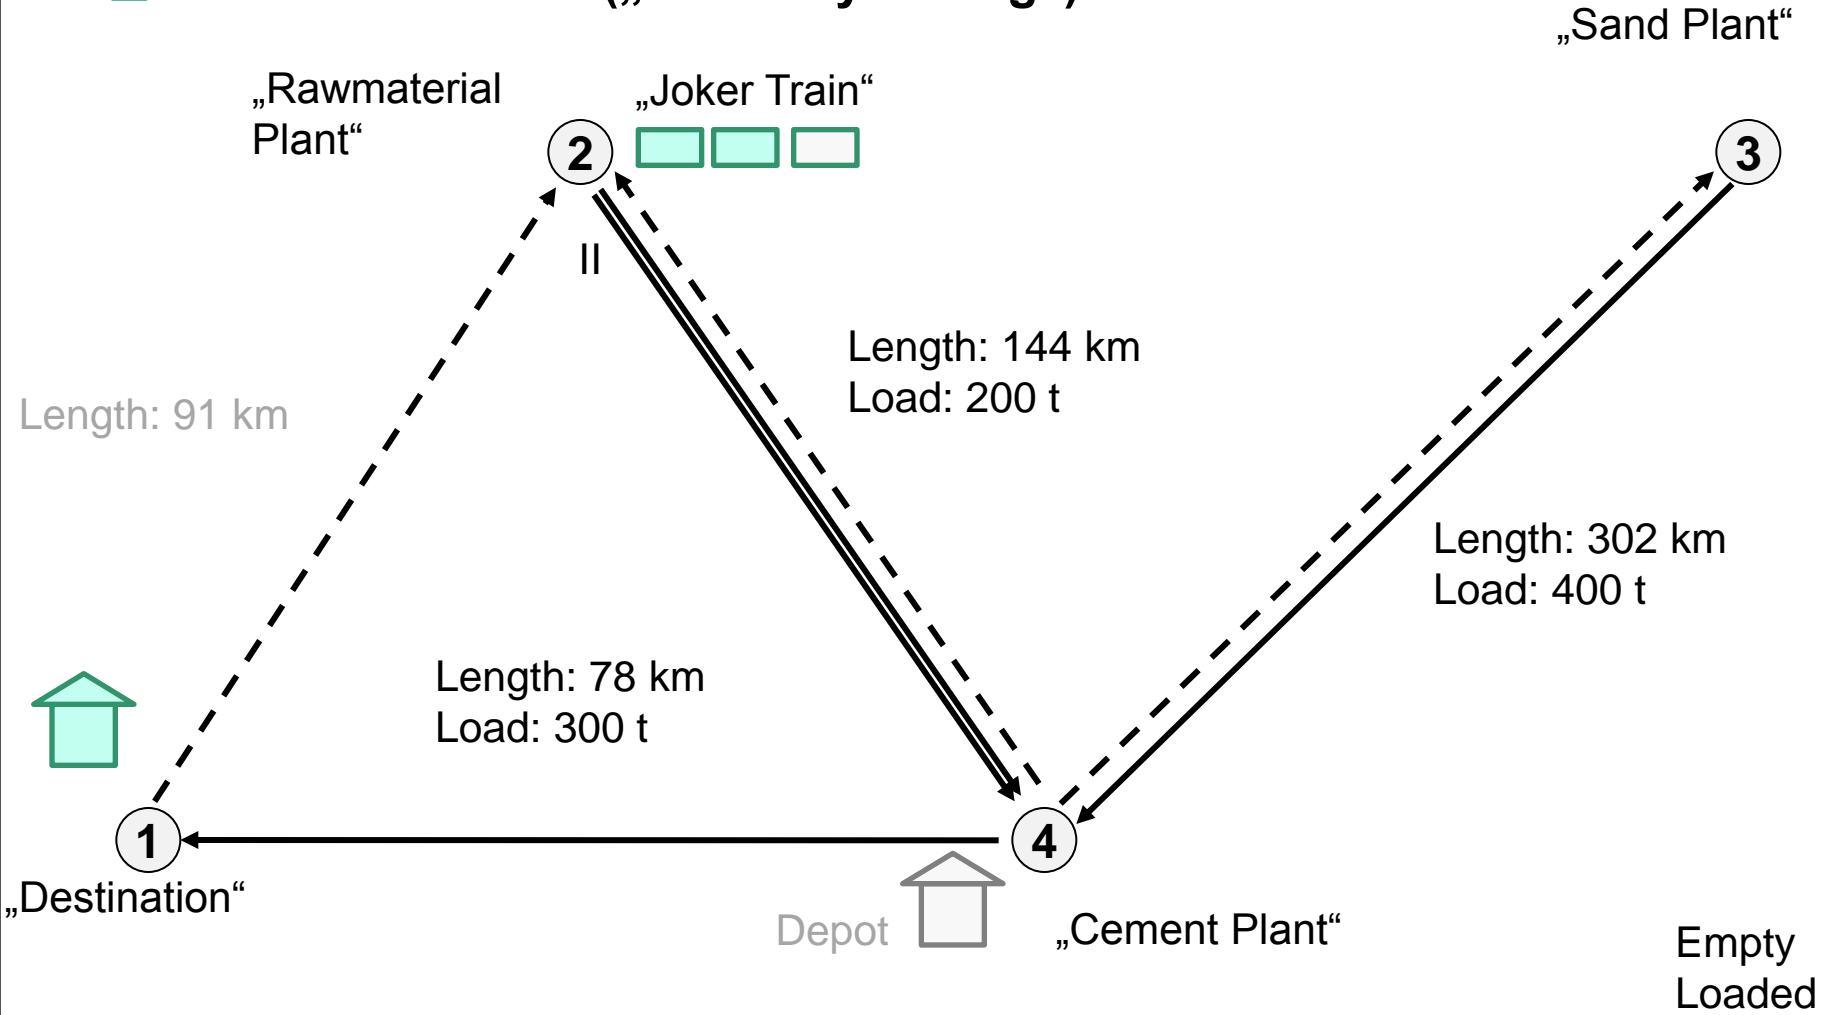 „Sand Plant“
„Rawmaterial
Plant“
„Joker Train“
2
3
II
Length: 144 km
Load: 200 t
Length: 91 km
Length: 302 km
Load: 400 t
Length: 78 km
Load: 300 t
1
4
„Destination“
Depot
„Cement Plant“
Empty
Loaded